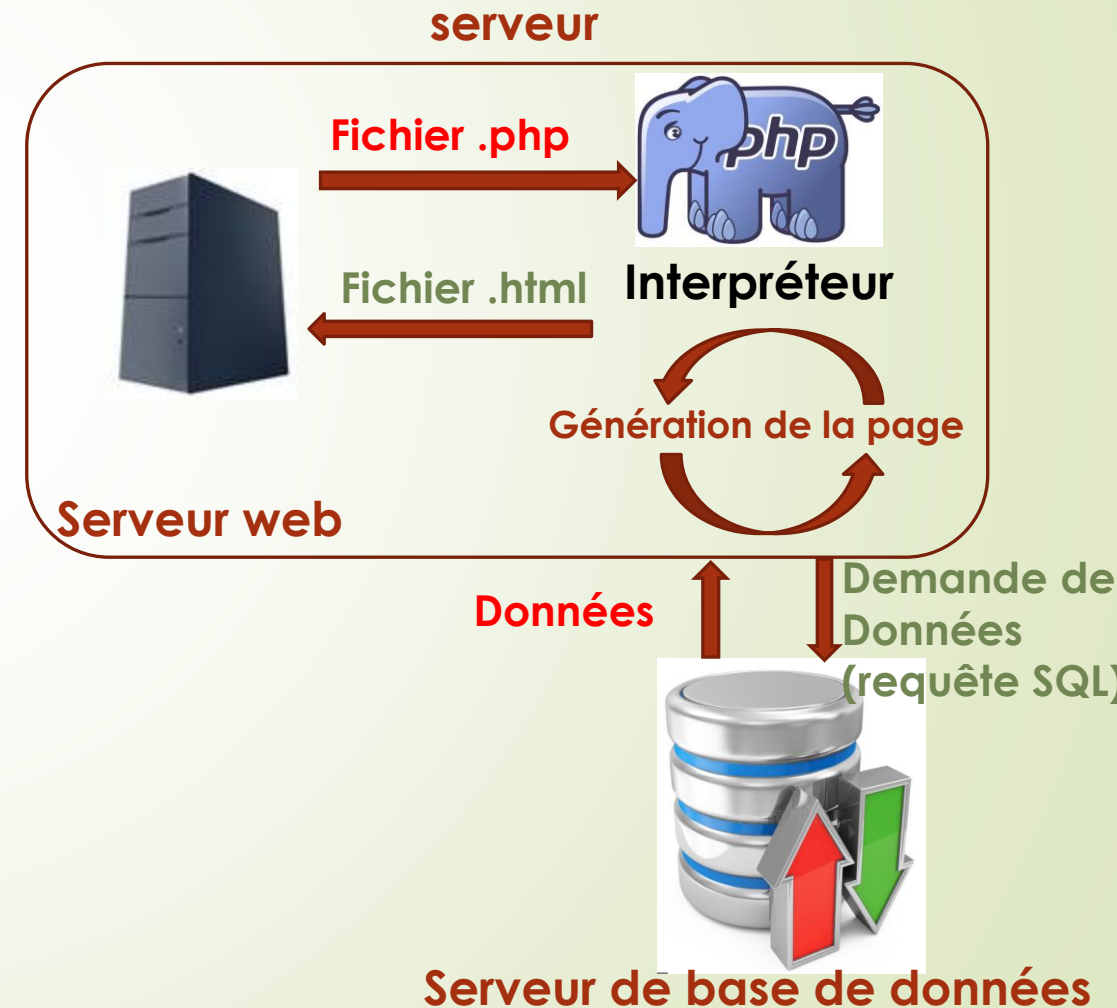 serveur
Fichier .php
php
Fichier .html
Interpréteur
Génération de la page
Serveur web
Données
Demande de
Données
(requête SQL)
Serveur de base de données